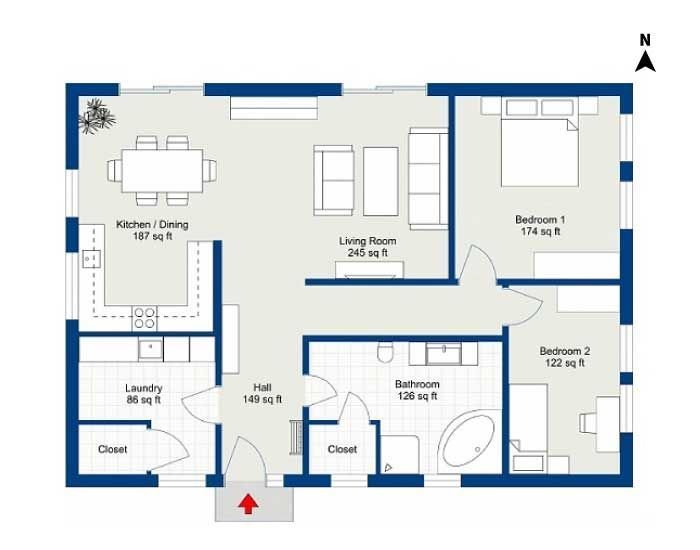 N
Kitchen / Dining
187 sq ft
Living Room
245 sq ft
Bedroom 1
174 sq ft
Bedroom 2
122 sq ft
Laundry
86 sq ft
Hall
149 sq ft
Bathroom
126 sq ft
Closet
Closet